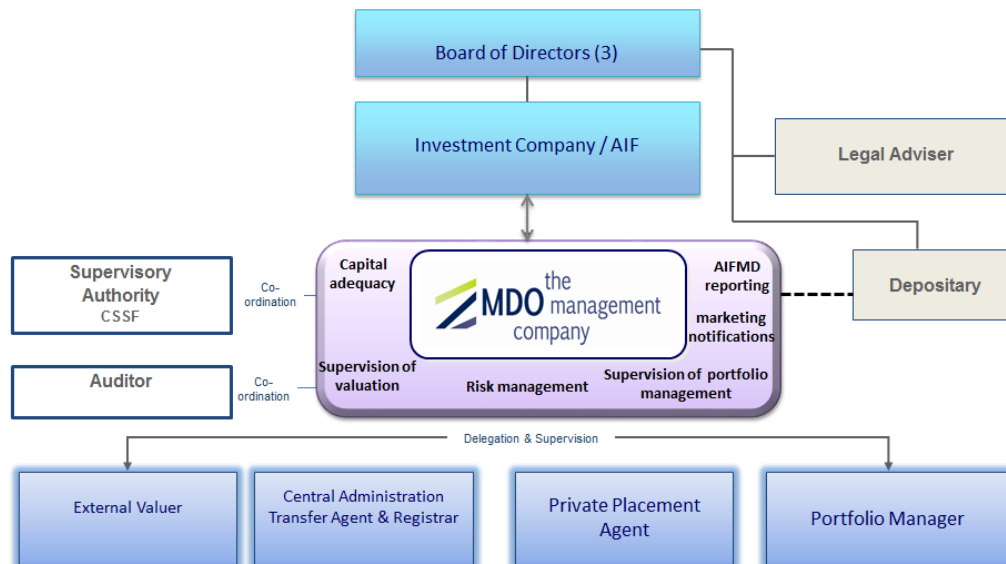 Board of Directors (3)
Investment Company / AIF
Legal Adviser
Depositary
Supervisory
Authority
CSSF
Co-
ordination
Auditor
Co-
ordination
Capital
adequacy
MDO the
management
company
AIFMD
reporting
marketing
notifications
Supervision of
valuation
Risk management
Supervision of portfolio
management
Delegation & Supervision
External Valuer
Central Administration
Transfer Agent & Registrar
Private Placement
Agent
Portfolio Manager